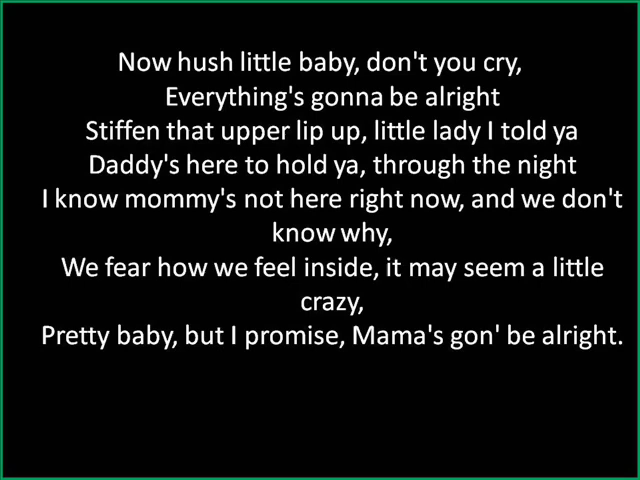 Now hush little baby, don't you cry,
Everything's gonna be alright
Stiffen that upper lip up, little lady I told ya
Daddy's here to hold ya, through the night
I know mommy's not here right now, and we don't
know why,
We fear how we feel inside, it may seem a little
crazy,
Pretty baby, but I promise, Mama's gon' be alright.